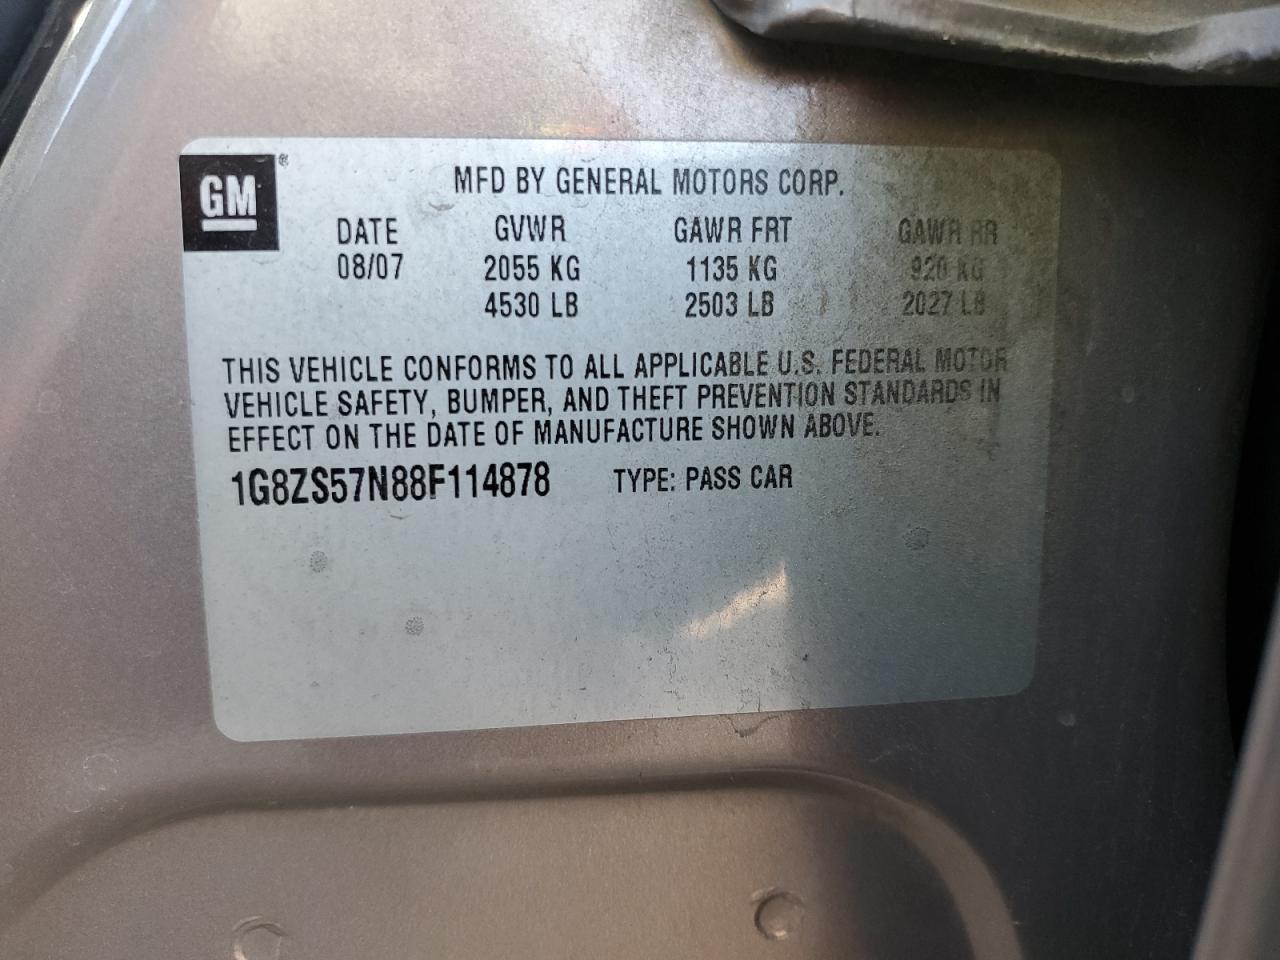 GM ®
MFD BY GENERAL MOTORS CORP.
DATE GVWR GAWR FRT GAWR RR
08/07 2055 KG 1135 KG 920 KG
4530 LB 2503 LB 2027 LB
THIS VEHICLE CONFORMS TO ALL APPLICABLE U.S. FEDERAL MOTOR
VEHICLE SAFETY, BUMPER, AND THEFT PREVENTION STANDARDS IN
EFFECT ON THE DATE OF MANUFACTURE SHOWN ABOVE.
1G8ZS57N88F114878 TYPE: PASS CAR